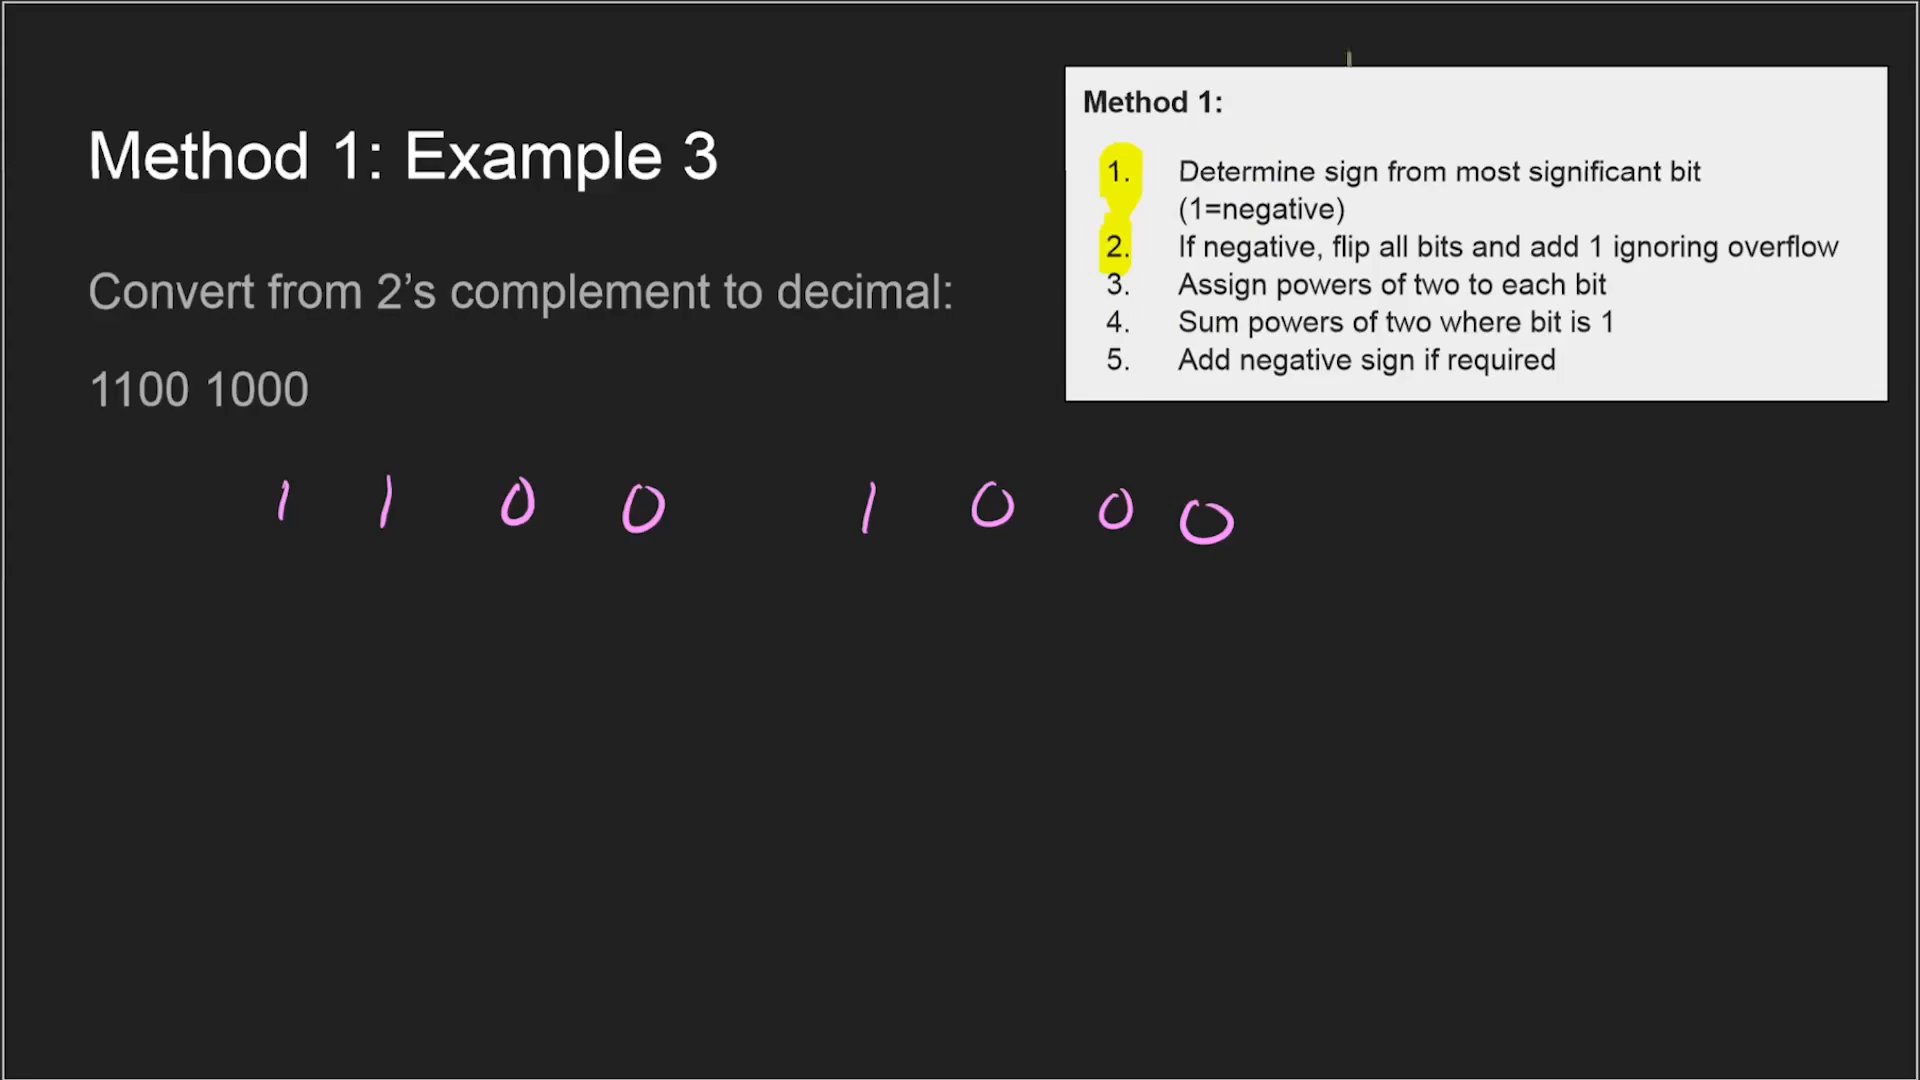 Method 1: Example 3
Convert from 2’s complement to decimal:
1100 1000
1 1 0 0 1 0 0 0
Method 1:
1. Determine sign from most significant bit
(1=negative)
2. If negative, flip all bits and add 1 ignoring overflow
3. Assign powers of two to each bit
4. Sum powers of two where bit is 1
5. Add negative sign if required